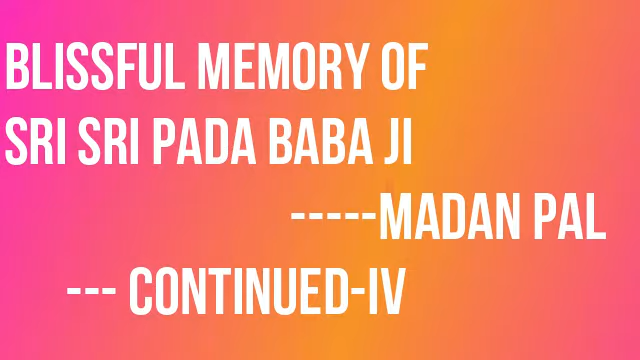 BLISSFUL MEMORY OF
SRI SRI PADA BABA JI
-----MADAN PAL
--- CONTINUED-IV